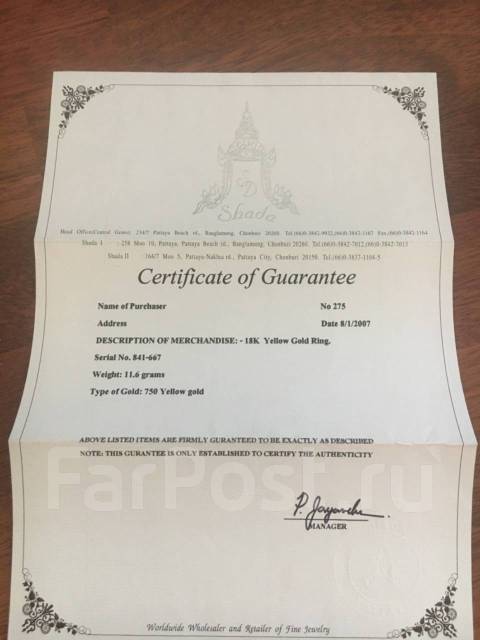 Shada
Head Office(Central Gems): 234/7 Pattaya Beach rd., Banglamung, Chonburi 20260. Tel.(66)0-3842-9922,(66)0-3842-1167 Fax.(66)0-3842-1164
Shada I : 258 Moo 10, Pattaya, Pattaya Beach rd., Banglamung, Chonburi 20260. Tel.(66)0-3842-7012,(66)0-3842-7013
Shada II : 164/7 Moo 5, Pattaya-Naklua rd., Pattaya City, Chonburi 20150. Tel.(66)0-3837-1104-5
Certificate of Guarantee
Name of Purchaser No 275
Address Date 8/1/2007
DESCRIPTION OF MERCHANDISE: - 18K Yellow Gold Ring.
Serial No. 841-667
Weight: 11.6 grams
Type of Gold: 750 Yellow gold
ABOVE LISTED ITEMS ARE FIRMLY GURANTEED TO BE EXACTLY AS DESCRIBED
NOTE: THIS GURANTEE IS ONLY ESTABLISHED TO CERTIFY THE AUTHENTICITY
FarPost.ru
MANAGER
Worldwide Wholesaler and Retailer of Fine Jewelry